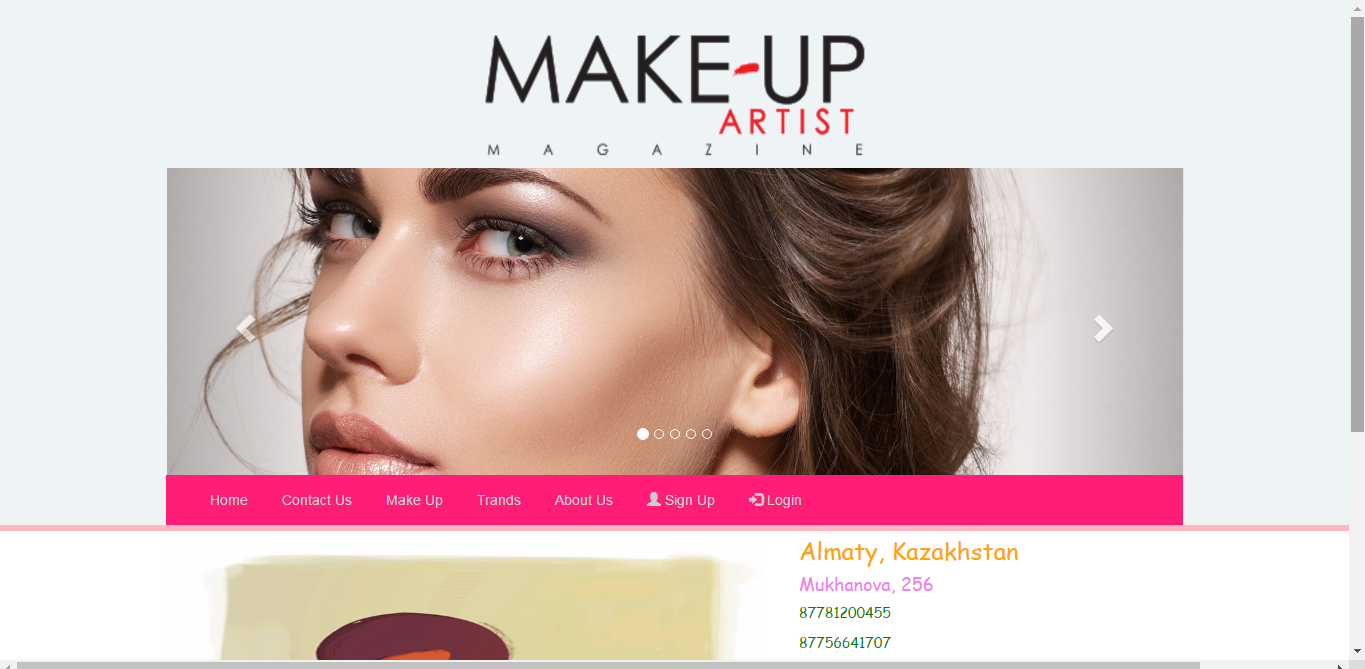 MAKE-UP
ARTIST
MAGAZINE
Home Contact Us Make Up Trands About Us Sign Up Login
Almaty, Kazakhstan
Mukhanova, 256
87781200455
87756641707